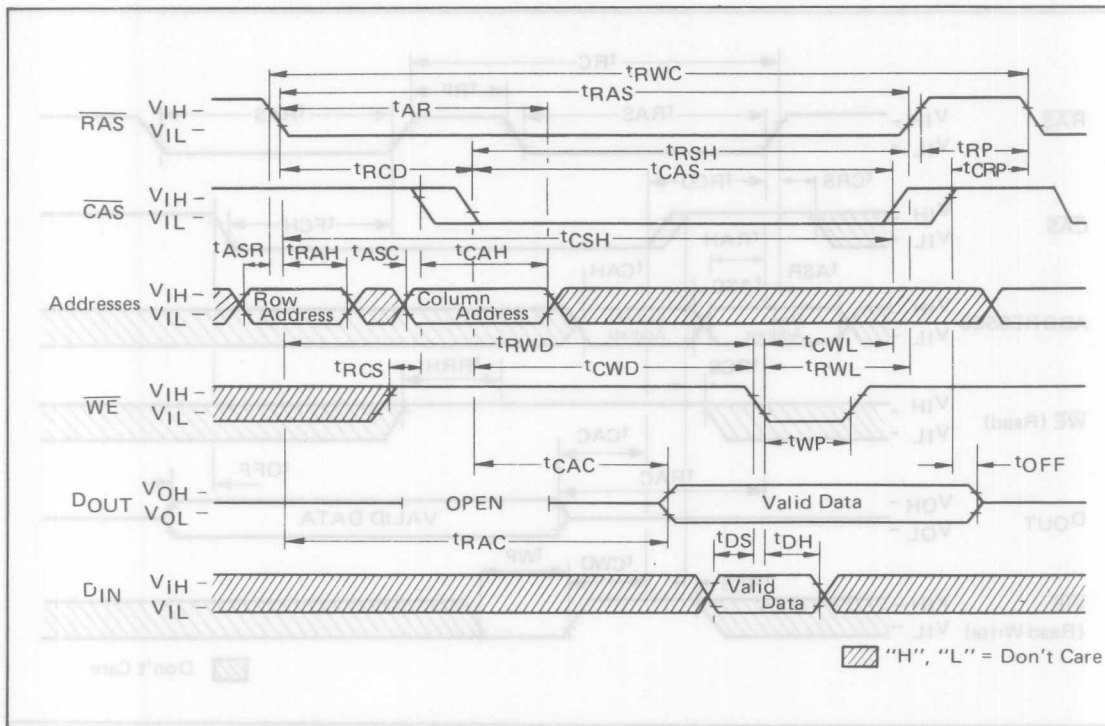 tRWC
tRAS
tAR
RAS VIH VIL
tRSH
tRP
tRCD
tCAS
tCRP
CAS VIH VIL
tCSH
tASR tRAH tASC tCAH
Addresses VIH VIL
Row Address
Column Address
tRWD
tCWL
tRCS
tCWD
tRWL
WE VIH VIL
tWP
tCAC
tOFF
DOUT VOH VOL
OPEN
Valid Data
tRAC
tDS tDH
DIN VIH VIL
Valid Data
"H", "L" = Don't Care